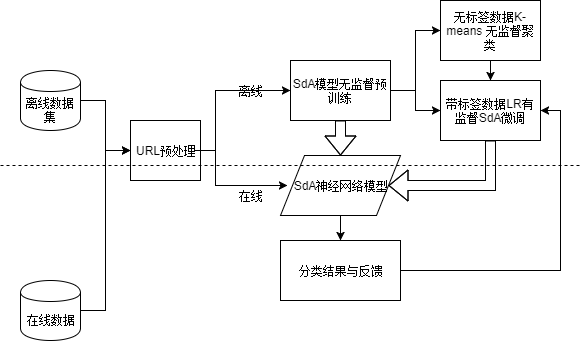 无标签数据K-
means 无监督聚
类
离线数据
集
离线
SdA模型无监督预
训练
带标签数据LR有
监督SdA微调
URL预处理
在线
SdA神经网络模型
分类结果与反馈
在线数据